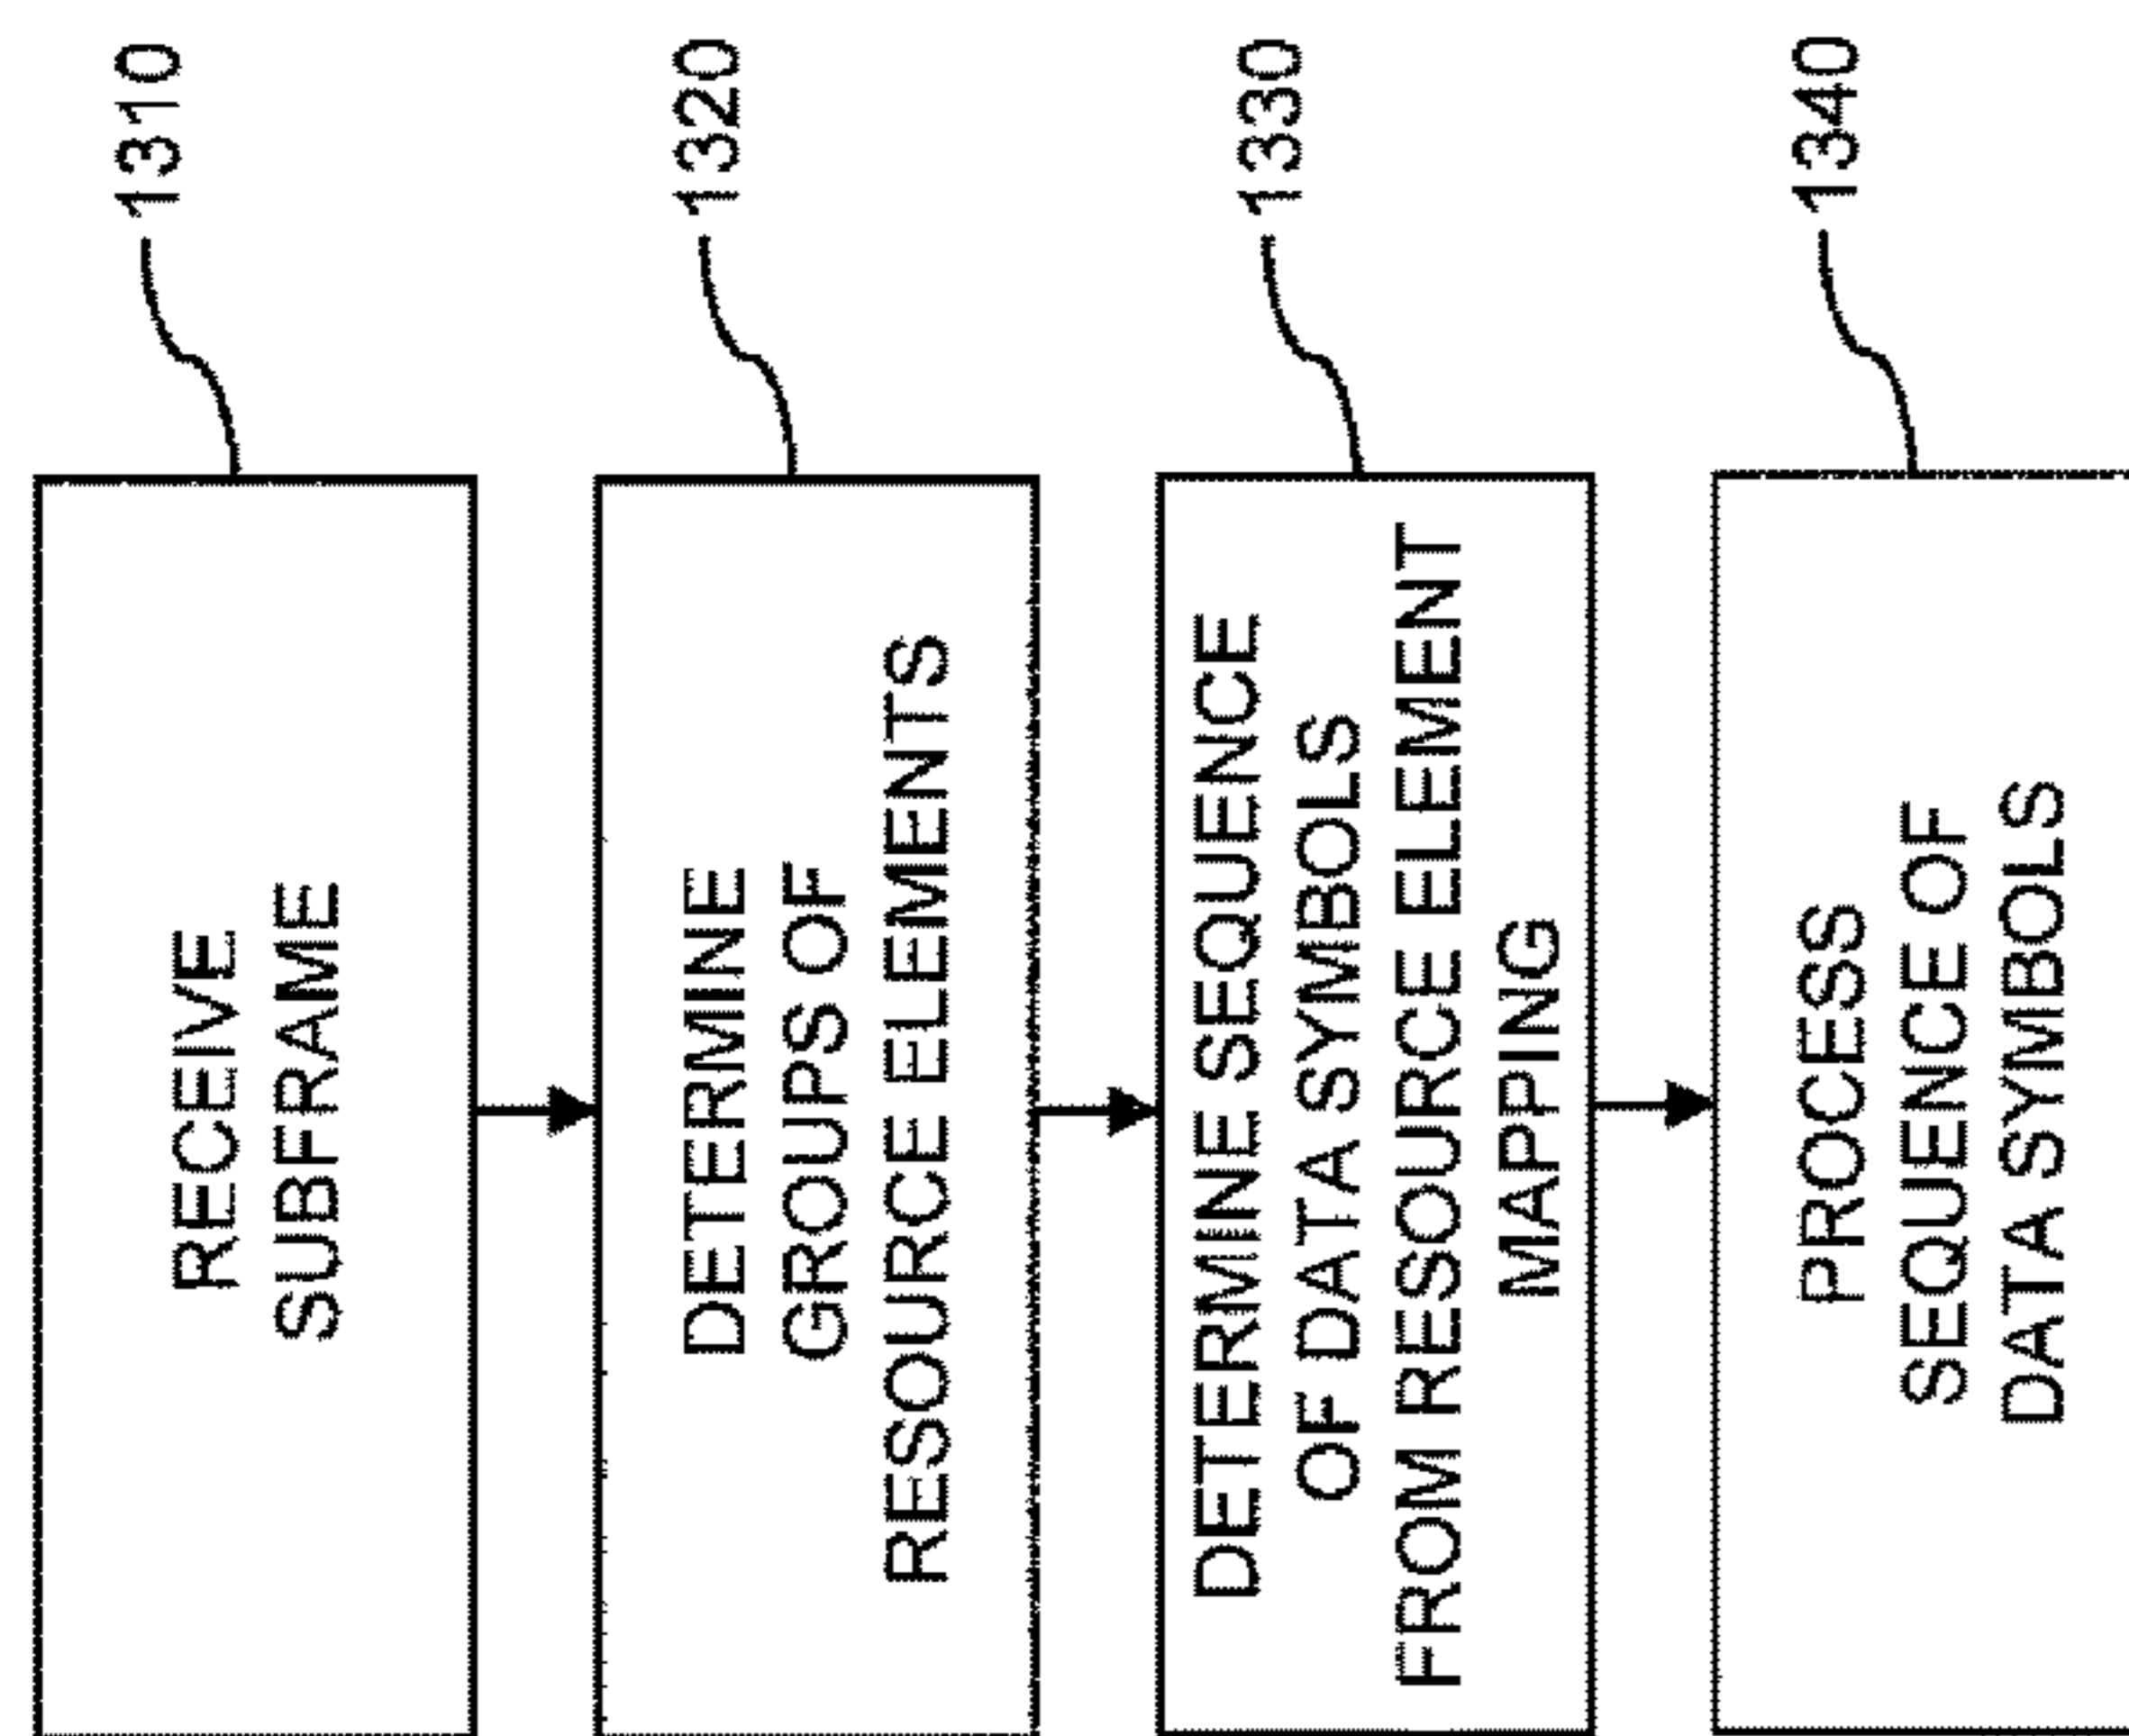 1310
RECEIVE
SUBFRAME
1320
DETERMINE
GROUPS OF
RESOURCE ELEMENTS
1330
DETERMINE SEQUENCE
OF DATA SYMBOLS
FROM RESOURCE ELEMENT
MAPPING
1340
PROCESS
SEQUENCE OF
DATA SYMBOLS